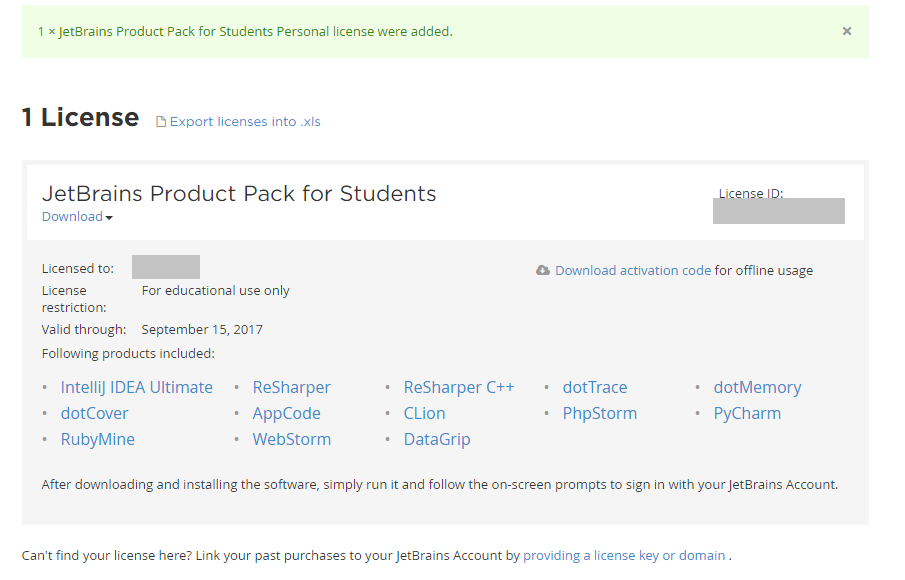 1 × JetBrains Product Pack for Students Personal license were added.
1 License
Export licenses into .xls
JetBrains Product Pack for Students
License ID:
Download
Licensed to:
Download activation code for offline usage
License restriction: For educational use only
Valid through: September 15, 2017
Following products included:
• IntelliJ IDEA Ultimate • ReSharper • ReSharper C++ • dotTrace • dotMemory
• dotCover • AppCode • CLion • PhpStorm • PyCharm
• RubyMine • WebStorm • DataGrip
After downloading and installing the software, simply run it and follow the on-screen prompts to sign in with your JetBrains Account.
Can't find your license here? Link your past purchases to your JetBrains Account by providing a license key or domain .